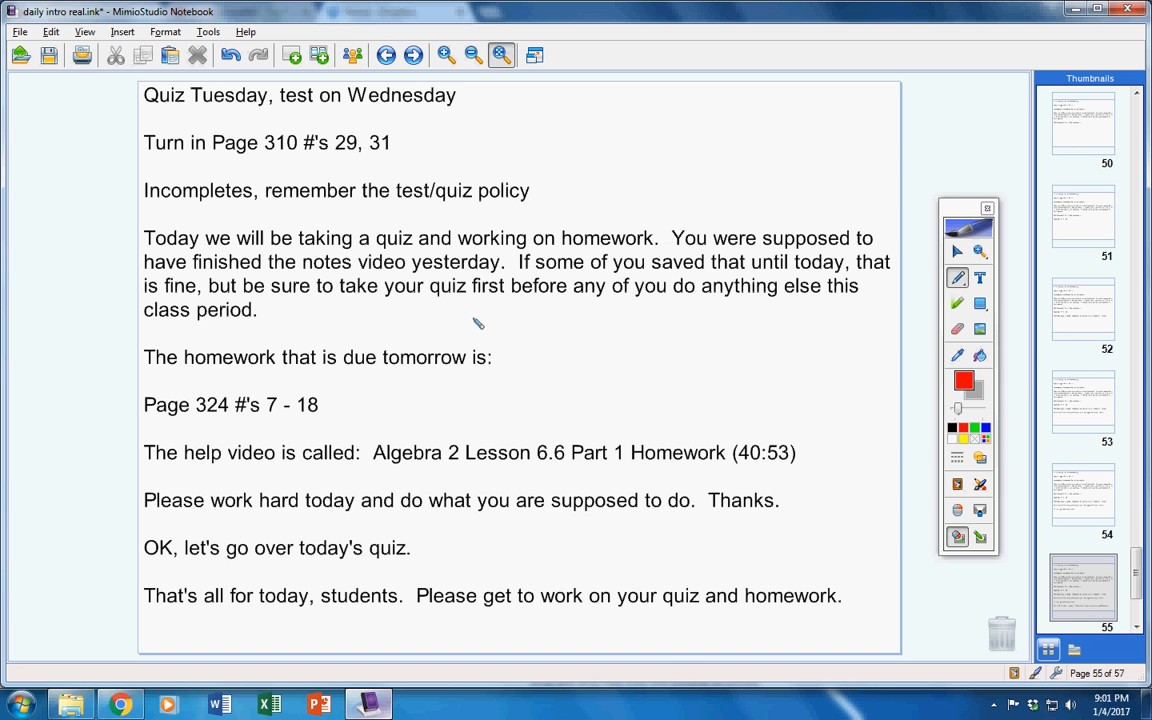 daily intro real.ink* - MimioStudio Notebook
File Edit View Insert Format Tools Help
Quiz Tuesday, test on Wednesday
Turn in Page 310 #'s 29, 31
Incompletes, remember the test/quiz policy
Today we will be taking a quiz and working on homework.  You were supposed to
have finished the notes video yesterday.  If some of you saved that until today, that
is fine, but be sure to take your quiz first before any of you do anything else this
class period.
The homework that is due tomorrow is:
Page 324 #'s 7 - 18
The help video is called:  Algebra 2 Lesson 6.6 Part 1 Homework (40:53)
Please work hard today and do what you are supposed to do.  Thanks.
OK, let's go over today's quiz.
That's all for today, students.  Please get to work on your quiz and homework.
Thumbnails
50
51
52
53
54
55
Page 55 of 57
9:01 PM
1/4/2017